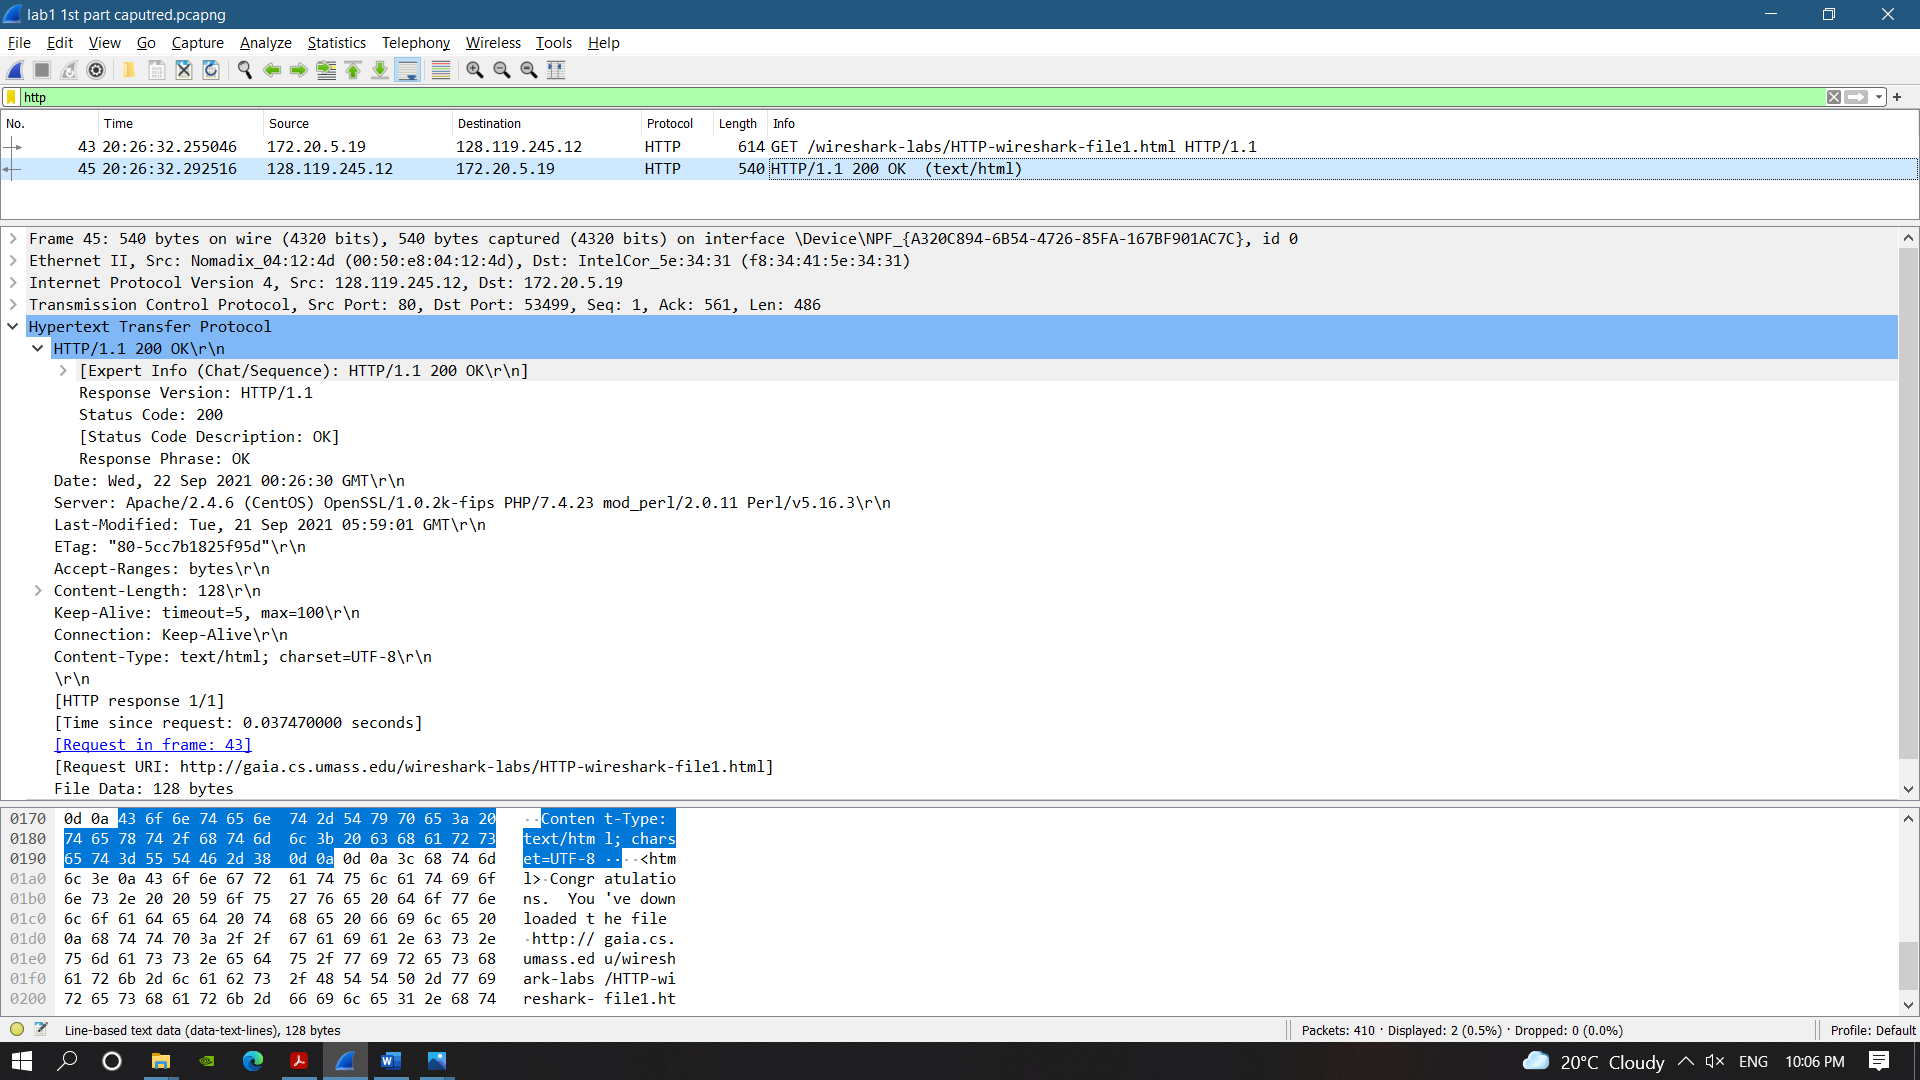 lab1 1st part caputred.pcapng
File Edit View Go Capture Analyze Statistics Telephony Wireless Tools Help
http
No. Time Source Destination Protocol Length Info
43 20:26:32.255046 172.20.5.19 128.119.245.12 HTTP 614 GET /wireshark-labs/HTTP-wireshark-file1.html HTTP/1.1
45 20:26:32.292516 128.119.245.12 172.20.5.19 HTTP 540 HTTP/1.1 200 OK  (text/html)
Frame 45: 540 bytes on wire (4320 bits), 540 bytes captured (4320 bits) on interface \Device\NPF_{A320C894-6B54-4726-85FA-167BF901AC7C}, id 0
Ethernet II, Src: Nomadix_04:12:4d (00:50:e8:04:12:4d), Dst: IntelCor_5e:34:31 (f8:34:41:5e:34:31)
Internet Protocol Version 4, Src: 128.119.245.12, Dst: 172.20.5.19
Transmission Control Protocol, Src Port: 80, Dst Port: 53499, Seq: 1, Ack: 561, Len: 486
Hypertext Transfer Protocol
HTTP/1.1 200 OK\r\n
[Expert Info (Chat/Sequence): HTTP/1.1 200 OK\r\n]
Response Version: HTTP/1.1
Status Code: 200
[Status Code Description: OK]
Response Phrase: OK
Date: Wed, 22 Sep 2021 00:26:30 GMT\r\n
Server: Apache/2.4.6 (CentOS) OpenSSL/1.0.2k-fips PHP/7.4.23 mod_perl/2.0.11 Perl/v5.16.3\r\n
Last-Modified: Tue, 21 Sep 2021 05:59:01 GMT\r\n
ETag: "80-5cc7b1825f95d"\r\n
Accept-Ranges: bytes\r\n
Content-Length: 128\r\n
Keep-Alive: timeout=5, max=100\r\n
Connection: Keep-Alive\r\n
Content-Type: text/html; charset=UTF-8\r\n
\r\n
[HTTP response 1/1]
[Time since request: 0.037470000 seconds]
[Request in frame: 43]
[Request URI: http://gaia.cs.umass.edu/wireshark-labs/HTTP-wireshark-file1.html]
File Data: 128 bytes
0170 0d 0a 43 6f 6e 74 65 6e 74 2d 54 79 70 65 3a 20 ··Conten t-Type:
0180 74 65 78 74 2f 68 74 6d 6c 3b 20 63 68 61 72 73 text/htm l; chars
0190 65 74 3d 55 54 46 2d 38 0d 0a 0d 0a 3c 68 74 6d et=UTF-8 ····<htm
01a0 6c 3e 0a 43 6f 6e 67 72 61 74 75 6c 61 74 69 6f l>·Congr atulatio
01b0 6e 73 2e 20 20 59 6f 75 27 76 65 20 64 6f 77 6e ns.  You 've down
01c0 6c 6f 61 64 65 64 20 74 68 65 20 66 69 6c 65 20 loaded t he file
01d0 0a 68 74 74 70 3a 2f 2f 67 61 69 61 2e 63 73 2e ·http:// gaia.cs.
01e0 75 6d 61 73 73 2e 65 64 75 2f 77 69 72 65 73 68 umass.ed u/wiresh
01f0 61 72 6b 2d 6c 61 62 73 2f 48 54 54 50 2d 77 69 ark-labs /HTTP-wi
0200 72 65 73 68 61 72 6b 2d 66 69 6c 65 31 2e 68 74 reshark- file1.ht
Line-based text data (data-text-lines), 128 bytes Packets: 410 · Displayed: 2 (0.5%) · Dropped: 0 (0.0%) Profile: Default
20°C Cloudy ENG 10:06 PM